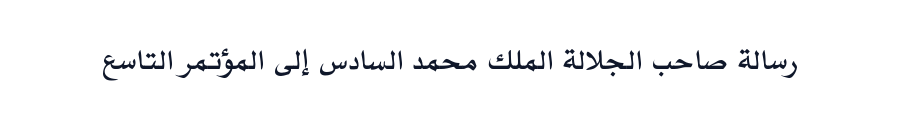 رسالة صاحب الجلالة الملك محمد السادس إلى المؤتمر التاسع